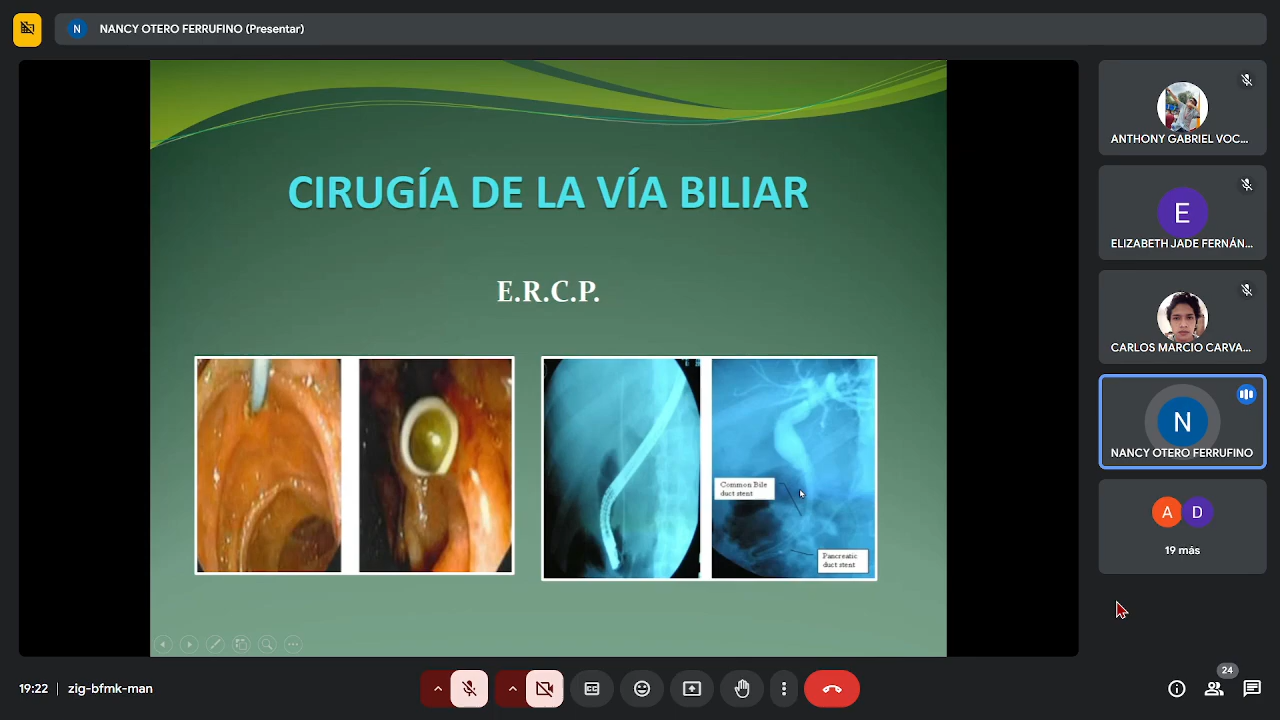 N NANCY OTERO FERRUFINO (Presentar)
CIRUGÍA DE LA VÍA BILIAR
E.R.C.P.
Common Bile
duct stent
Pancreatic
duct stent
ANTHONY GABRIEL VOC...
E
ELIZABETH JADE FERNÁN...
CARLOS MARCIO CARVA...
N
NANCY OTERO FERRUFINO
A D
19 más
19:22 | zig-bfmk-man
24